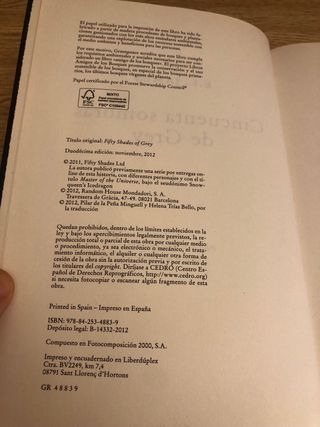 El papel utilizado para la impresión de este libro ha sido fabricado a partir de madera procedente de bosques y plantaciones gestionados con los más altos estándares ambientales,
garantizando una explotación de los recursos sostenible con
el medio ambiente y beneficiosa para las personas.
Por este motivo, Greenpeace acredita que este libro cumple
los requisitos ambientales y sociales necesarios para ser considerado un libro «amigo de los bosques». El proyecto Libros
Amigos de los Bosques promueve la conservación y el uso
sostenible de los bosques, en especial de los bosques primarios, los últimos bosques vírgenes del planeta.
Papel certificado por el Forest Stewardship Council®
MIXTO
FSC
Cincuenta sombras
de Grey
Título original: Fifty Shades of Grey
Duodécima edición: noviembre, 2012
© 2011, Fifty Shades Ltd
La autora publicó previamente una serie por entregas on-
line de esta historia, con diferentes personajes y con el tí-
tulo Master of the Universe, bajo el seudónimo Snow-
queen's Icedragon
© 2012, Random House Mondadori, S. A.
Travessera de Gràcia, 47-49. 08021 Barcelona
© 2012, Pilar de la Peña Minguell y Helena Trías Bello, por
la traducción
Quedan prohibidos, dentro de los límites establecidos en la
ley y bajo los apercibimientos legalmente previstos, la re-
producción total o parcial de esta obra por cualquier medio
o procedimiento, ya sea electrónico o mecánico, el trata-
miento informático, el alquiler o cualquier otra forma de
cesión de la obra sin la autorización previa y por escrito de
los titulares del copyright. Diríjase a CEDRO (Centro Espa-
ñol de Derechos Reprográficos, http://www.cedro.org) si
necesita fotocopiar o escanear algún fragmento de esta
obra.
Printed in Spain – Impreso en España
ISBN: 978-84-253-4883-9
Depósito legal: B-14332-2012
Compuesto en Fotocomposición 2000, S. A.
Impreso y encuadernado en Liberdúplex
Ctra. BV2249, km 7,4
08791 Sant Llorenç d'Hortons
GR 48839